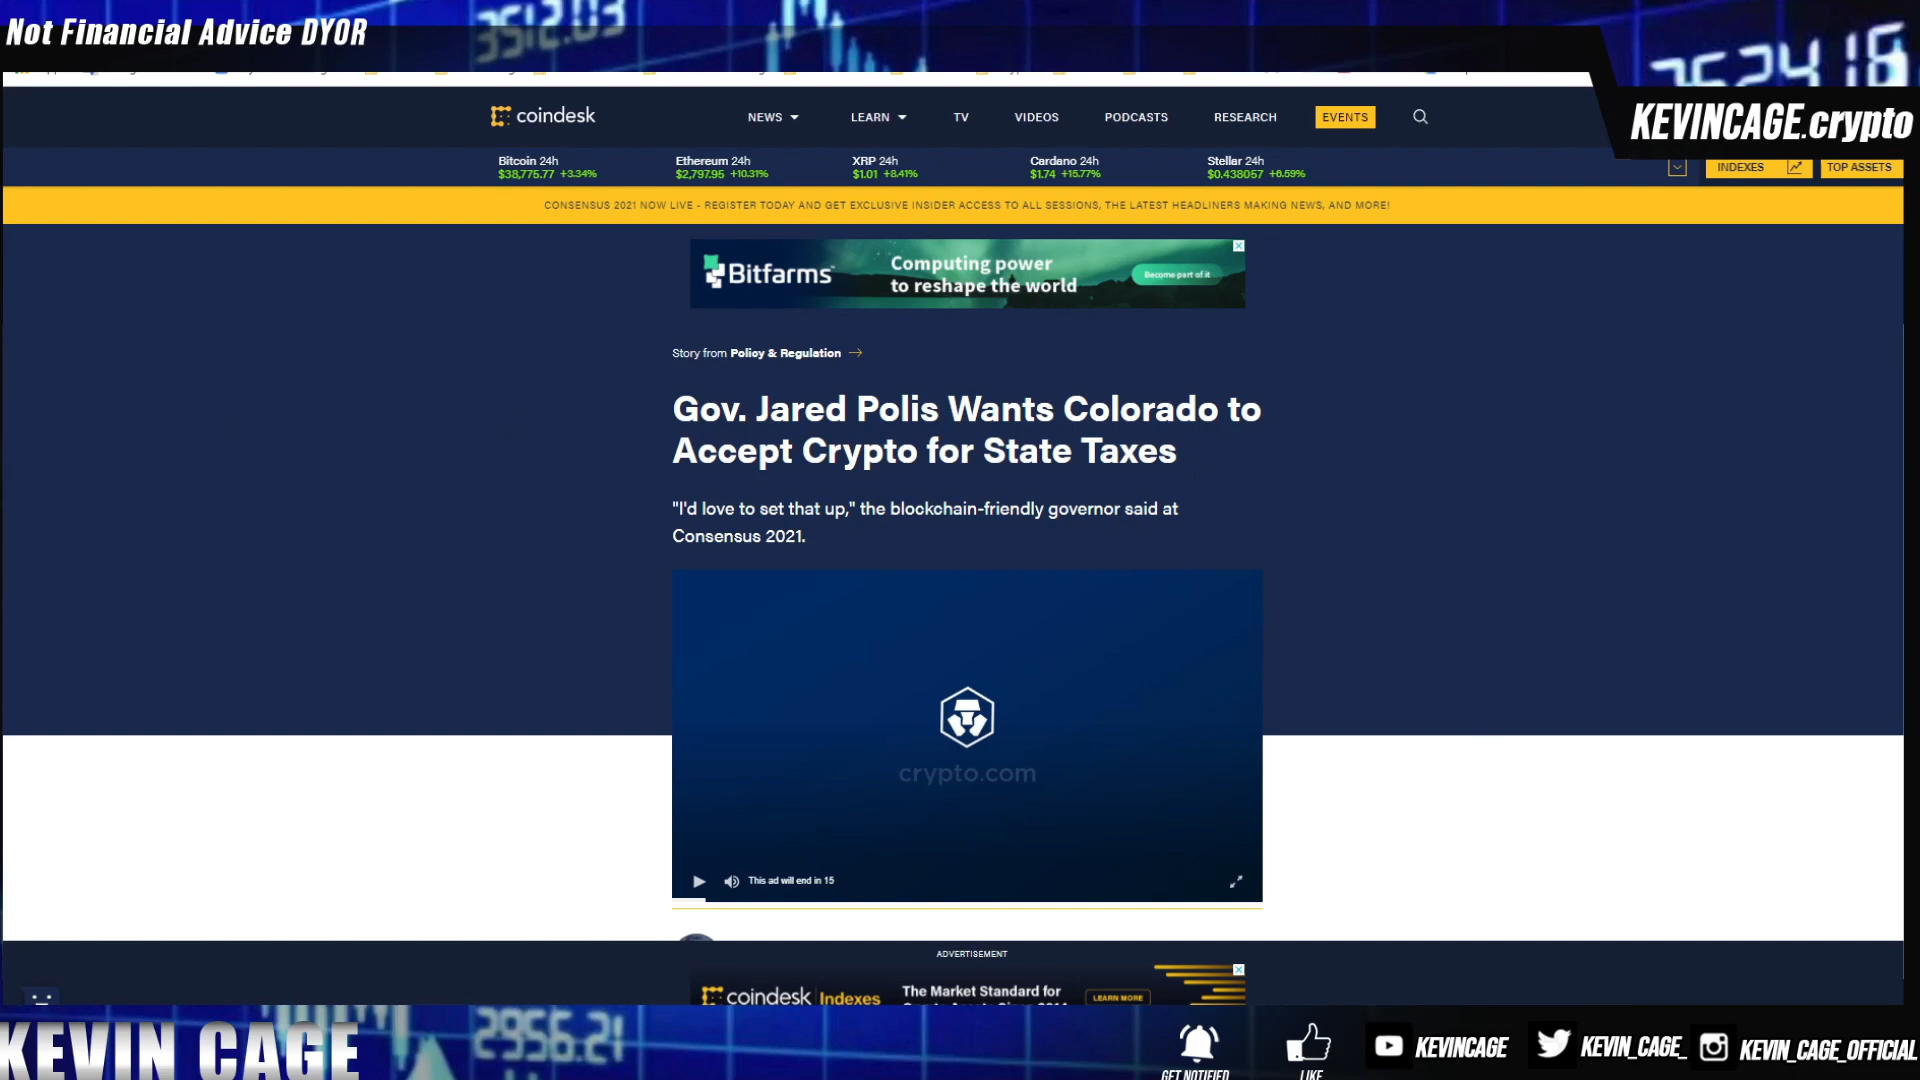 Not Financial Advice DYOR
3512.03
KEVINCAGE.crypto
coindesk
NEWS
LEARN
TV
VIDEOS
PODCASTS
RESEARCH
EVENTS
Bitcoin 24h
$38,775.77 +3.34%
Ethereum 24h
$2,797.95 +10.31%
XRP 24h
$1.01 +8.41%
Cardano 24h
$1.74 +15.77%
Stellar 24h
$0.438057 +6.59%
INDEXES
TOP ASSETS
CONSENSUS 2021 NOW LIVE - REGISTER TODAY AND GET EXCLUSIVE INSIDER ACCESS TO ALL SESSIONS, THE LATEST HEADLINERS MAKING NEWS, AND MORE!
Bitfarms
Computing power
to reshape the world
Become part of it
Story from Policy & Regulation
Gov. Jared Polis Wants Colorado to
Accept Crypto for State Taxes
"I'd love to set that up," the blockchain-friendly governor said at
Consensus 2021.
crypto.com
This ad will end in 15
ADVERTISEMENT
coindesk Indexes
The Market Standard for
LEARN MORE
KEVIN CAGE
2956.21
GET NOTIFIED
LIKE
KEVINCAGE
KEVIN_CAGE_
KEVIN_CAGE_OFFICIAL